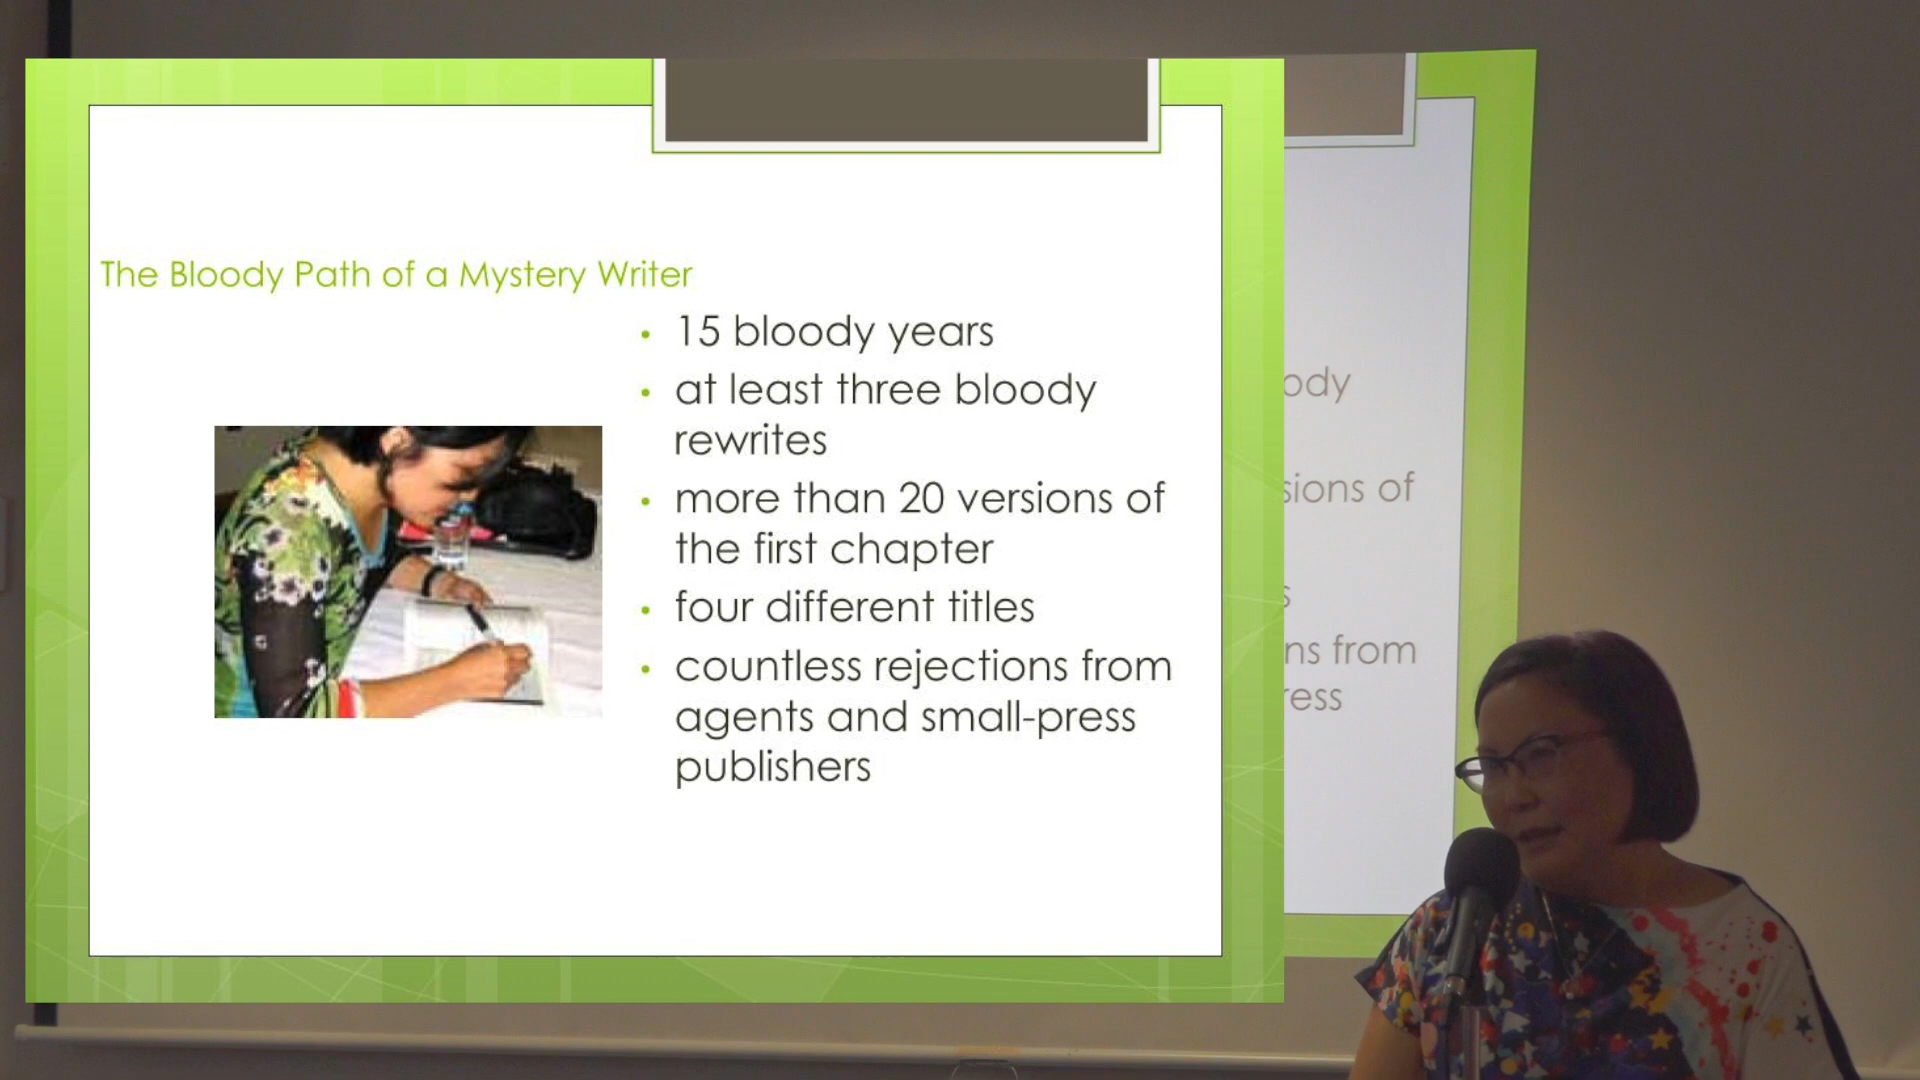 The Bloody Path of a Mystery Writer
• 15 bloody years
• at least three bloody
rewrites
• more than 20 versions of
the first chapter
• four different titles
• countless rejections from
agents and small-press
publishers
ody
sions of
s
ns from
ress